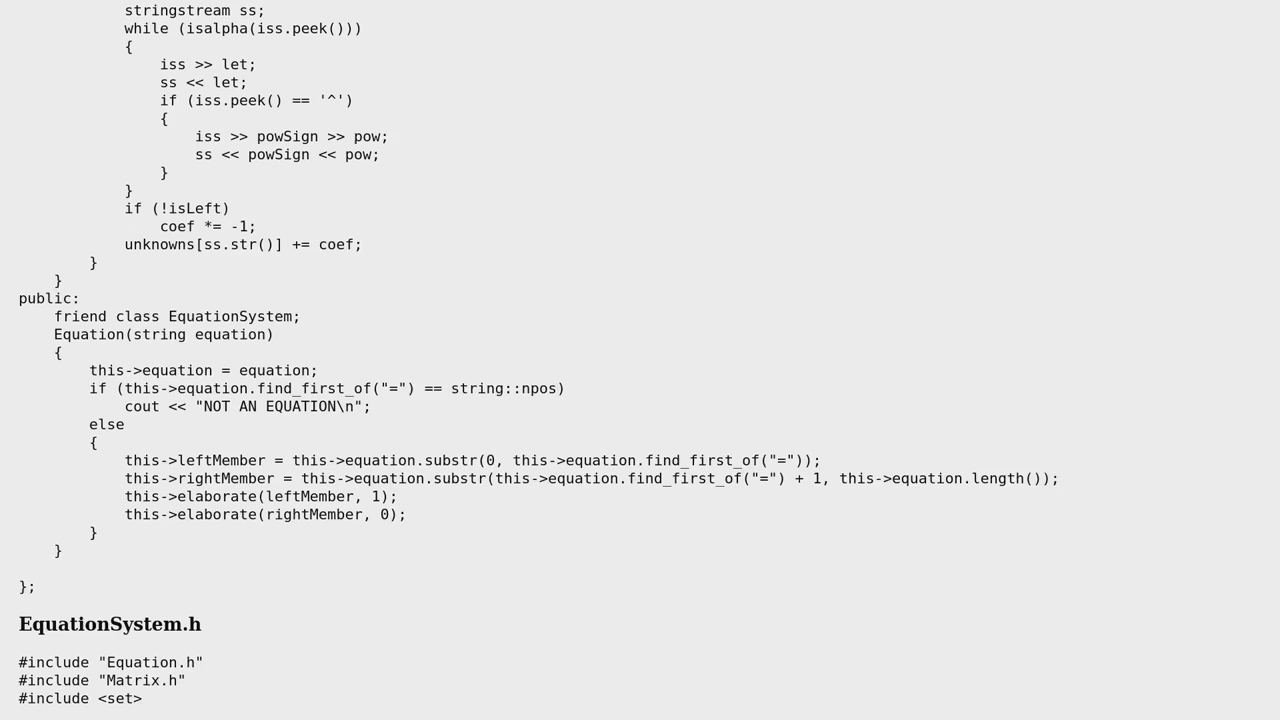 stringstream ss;
            while (isalpha(iss.peek()))
            {
                iss >> let;
                ss << let;
                if (iss.peek() == '^')
                {
                    iss >> powSign >> pow;
                    ss << powSign << pow;
                }
            }
            if (!isLeft)
                coef *= -1;
            unknowns[ss.str()] += coef;
        }
    }
public:
    friend class EquationSystem;
    Equation(string equation)
    {
        this->equation = equation;
        if (this->equation.find_first_of("=") == string::npos)
            cout << "NOT AN EQUATION\n";
        else
        {
            this->leftMember = this->equation.substr(0, this->equation.find_first_of("="));
            this->rightMember = this->equation.substr(this->equation.find_first_of("=") + 1, this->equation.length());
            this->elaborate(leftMember, 1);
            this->elaborate(rightMember, 0);
        }
    }

};
EquationSystem.h
#include "Equation.h"
#include "Matrix.h"
#include <set>